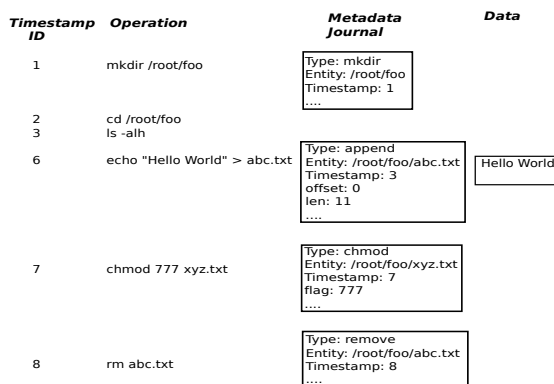 Timestamp ID Operation Metadata Journal Data
1 mkdir /root/foo
Type: mkdir
Entity: /root/foo
Timestamp: 1
....
2 cd /root/foo
3 ls -alh
6 echo "Hello World" > abc.txt
Type: append
Entity: /root/foo/abc.txt
Timestamp: 3
offset: 0
len: 11
....
Hello World
7 chmod 777 xyz.txt
Type: chmod
Entity: /root/foo/xyz.txt
Timestamp: 7
flag: 777
....
8 rm abc.txt
Type: remove
Entity: /root/foo/abc.txt
Timestamp: 8
....